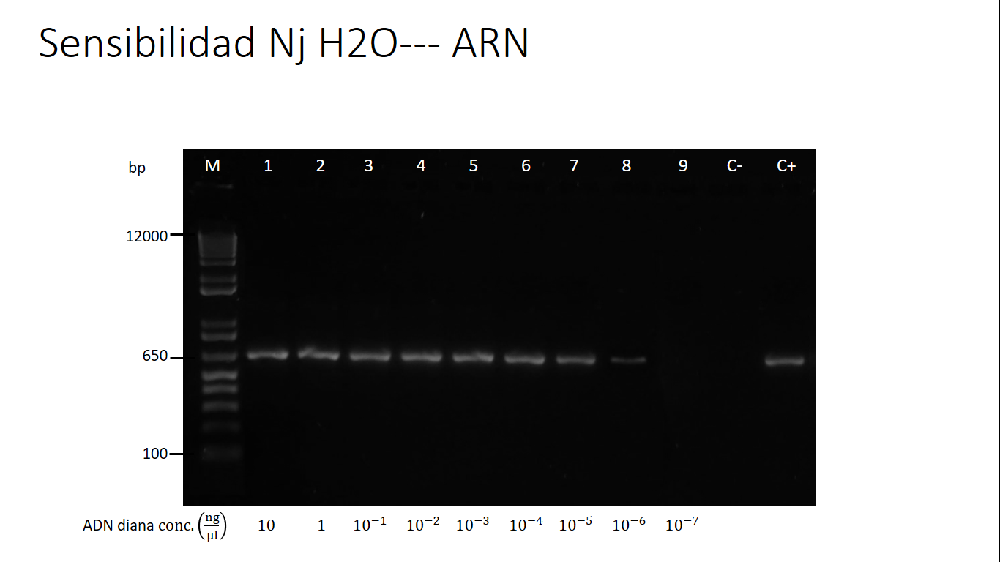 Sensibilidad Nj H2O--- ARN
bp M 1 2 3 4 5 6 7 8 9 C- C+
12000
650
100
ADN diana conc. (ng/µl) 10 1 10⁻¹ 10⁻² 10⁻³ 10⁻⁴ 10⁻⁵ 10⁻⁶ 10⁻⁷